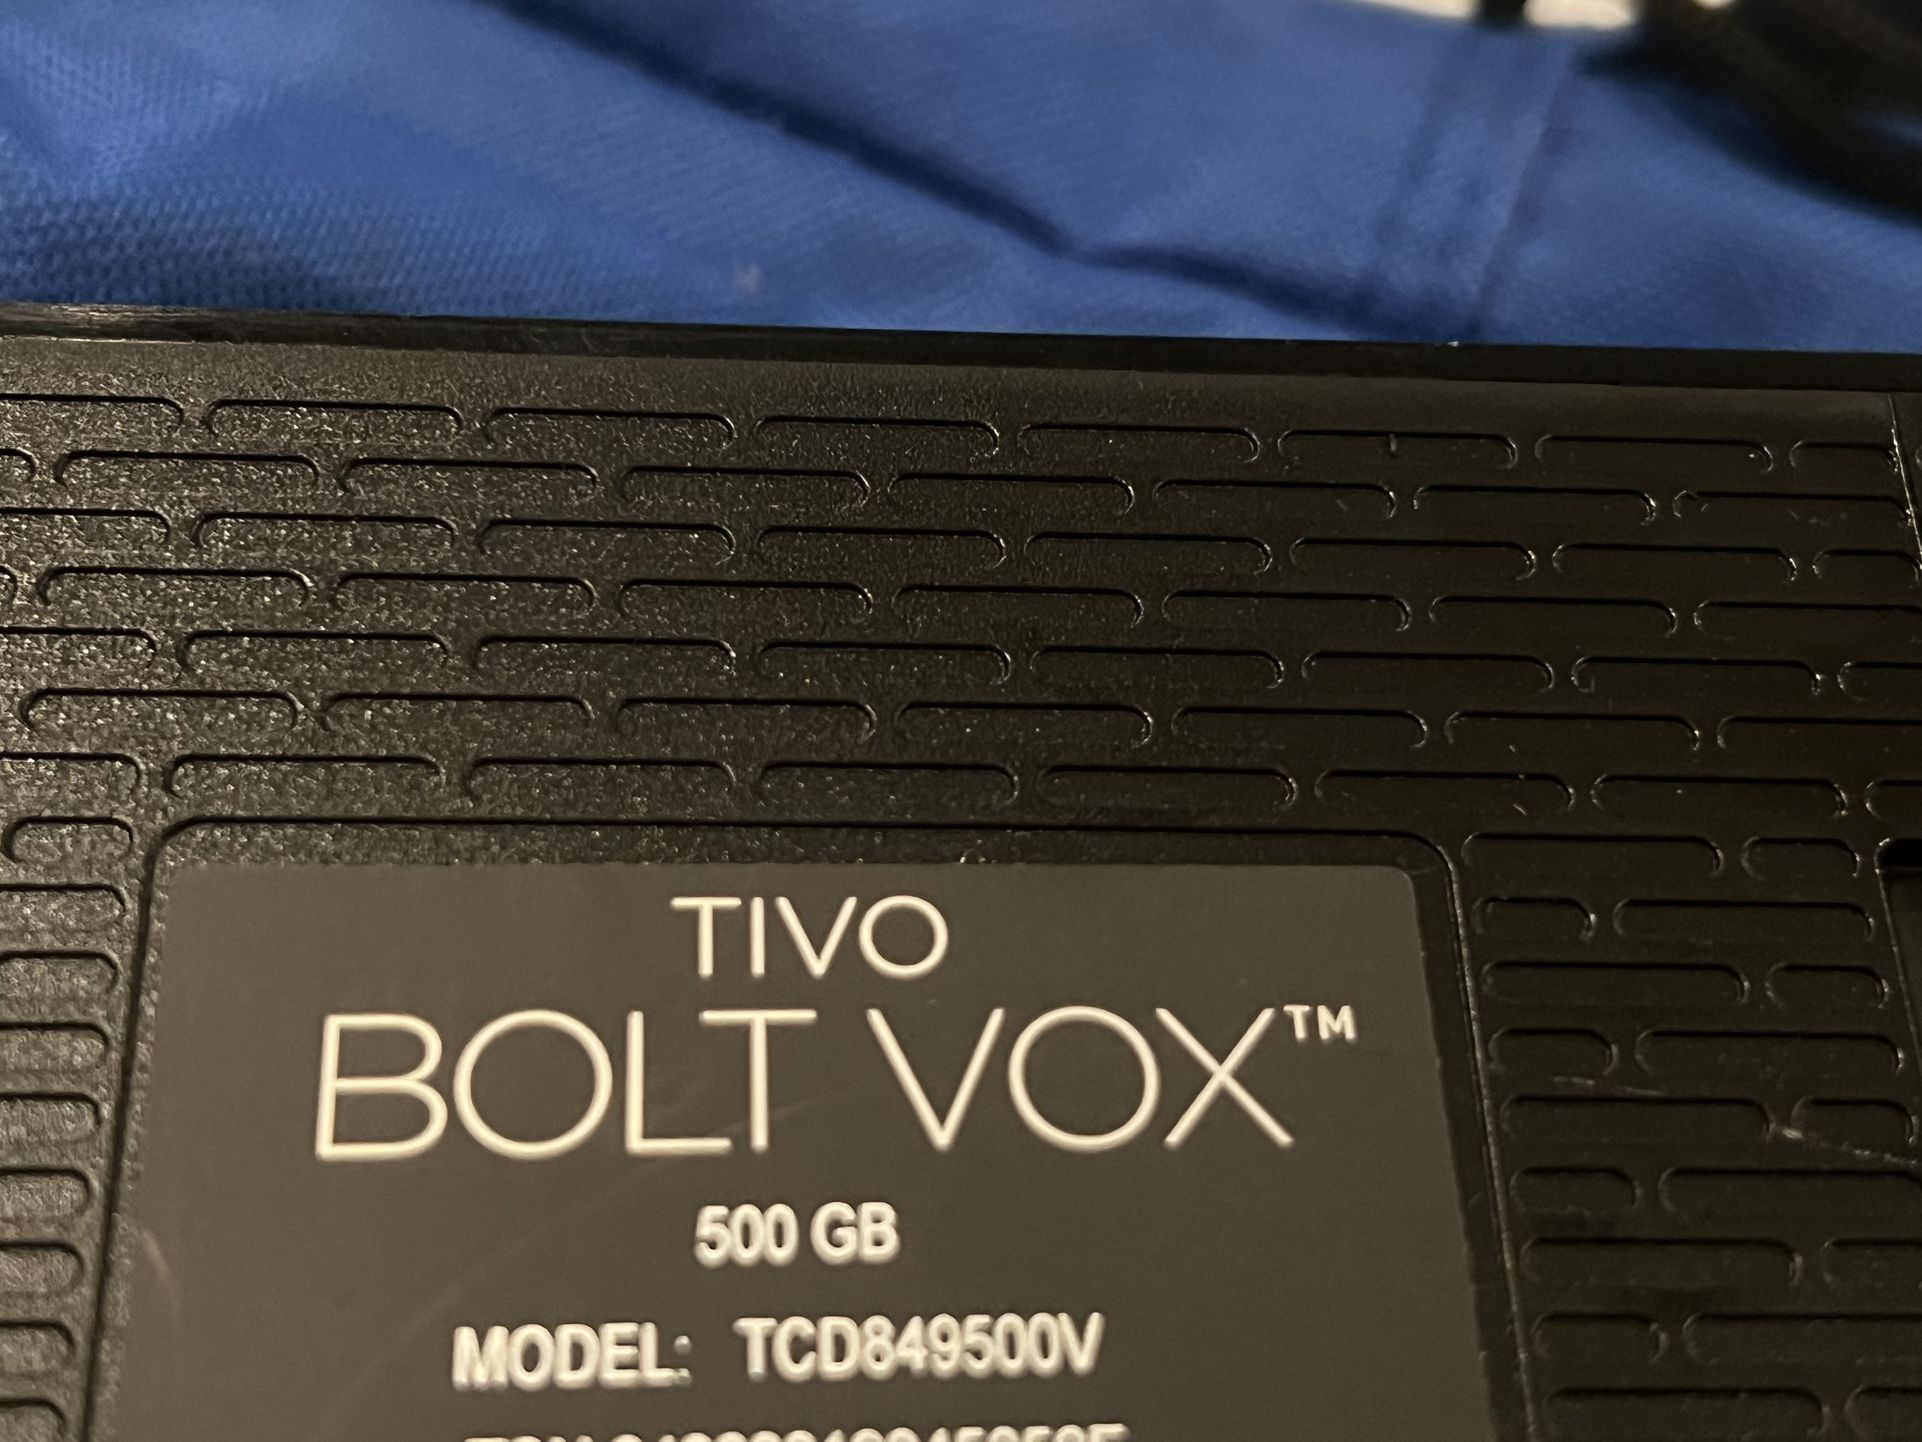 TIVO
BOLT VOX™
500 GB
MODEL: TCD849500V